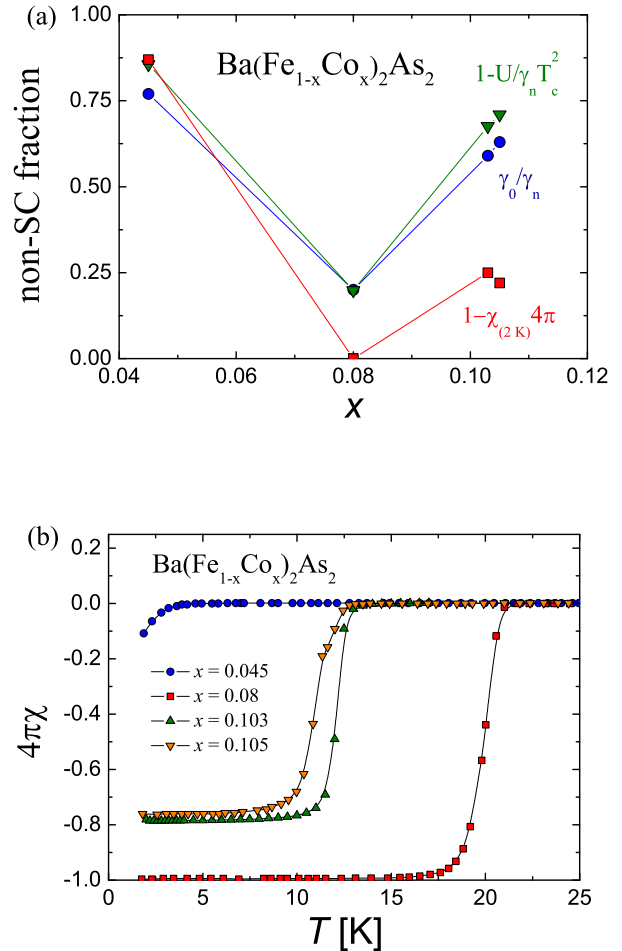 (a)
Ba(Fe1-xCox)2As2
1-U/γnTc2
γ0/γn
1−χ(2 K)4π
non-SC fraction
1.00
0.75
0.50
0.25
0.00
0.04
0.06
0.08
0.10
0.12
x
(b)
Ba(Fe1-xCox)2As2
x = 0.045
x = 0.08
x = 0.103
x = 0.105
4πχ
0.2
0.0
-0.2
-0.4
-0.6
-0.8
-1.0
0
5
10
15
20
25
T [K]